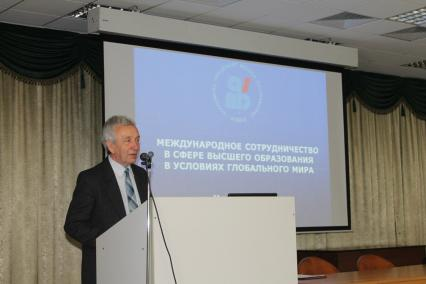 МЕЖДУНАРОДНОЕ СОТРУДНИЧЕСТВО
В СФЕРЕ ВЫСШЕГО ОБРАЗОВАНИЯ
В УСЛОВИЯХ ГЛОБАЛЬНОГО МИРА